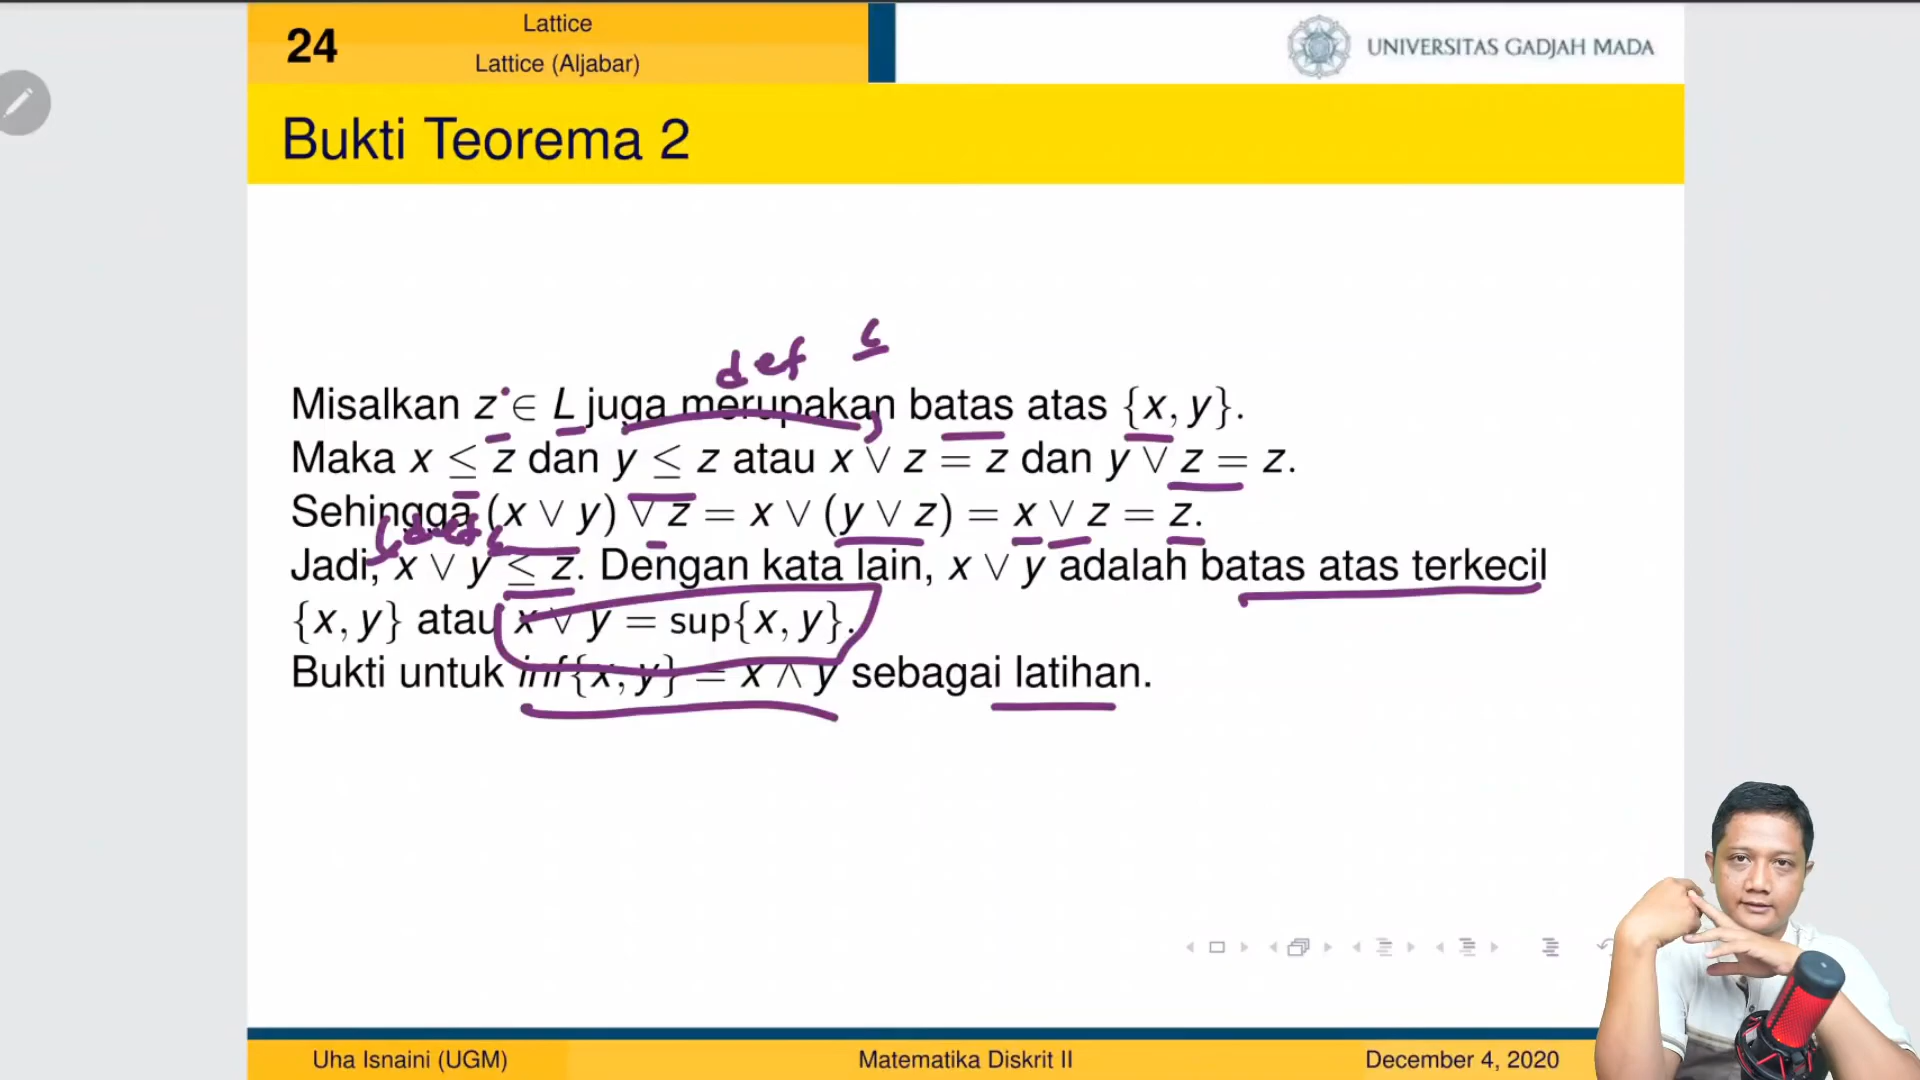 24
Lattice
Lattice (Aljabar)
UNIVERSITAS GADJAH MADA
Bukti Teorema 2
def ≤
Misalkan z ∈ L juga merupakan batas atas {x, y}.
Maka x ≤ z dan y ≤ z atau x ∨ z = z dan y ∨ z = z.
Sehingga (x ∨ y) ∨ z = x ∨ (y ∨ z) = x ∨ z = z.
def
Jadi, x ∨ y ≤ z. Dengan kata lain, x ∨ y adalah batas atas terkecil
{x, y} atau x ∨ y = sup{x, y}.
Bukti untuk inf{x, y} = x ∧ y sebagai latihan.
Uha Isnaini (UGM)
Matematika Diskrit II
December 4, 2020